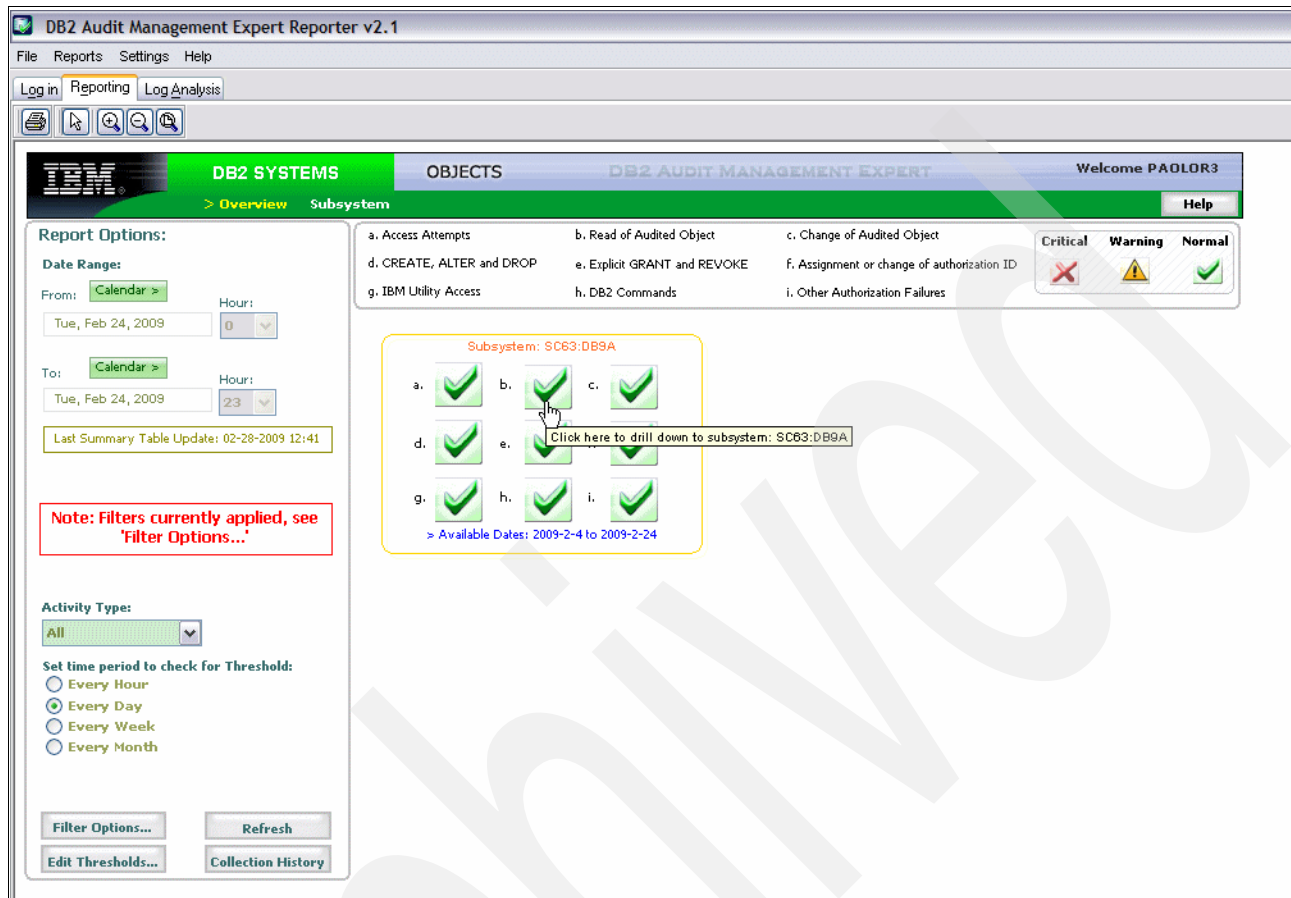 DB2 Audit Management Expert Reporter v2.1
File Reports Settings Help
Log in Reporting Log Analysis
IBM DB2 SYSTEMS OBJECTS DB2 AUDIT MANAGEMENT EXPERT Welcome PAOLOR3
> Overview Subsystem Help
Report Options:
Date Range:
From: Calendar > Hour:
Tue, Feb 24, 2009 0
To: Calendar > Hour:
Tue, Feb 24, 2009 23
Last Summary Table Update: 02-28-2009 12:41
Note: Filters currently applied, see
'Filter Options...'
Activity Type:
All
Set time period to check for Threshold:
Every Hour
Every Day
Every Week
Every Month
Filter Options... Refresh
Edit Thresholds... Collection History
a. Access Attempts b. Read of Audited Object c. Change of Audited Object
d. CREATE, ALTER and DROP e. Explicit GRANT and REVOKE f. Assignment or change of authorization ID
g. IBM Utility Access h. DB2 Commands i. Other Authorization Failures
Critical Warning Normal
Subsystem: SC63:DB9A
a. b. c.
d. e.
Click here to drill down to subsystem: SC63:DB9A
g. h. i.
> Available Dates: 2009-2-4 to 2009-2-24